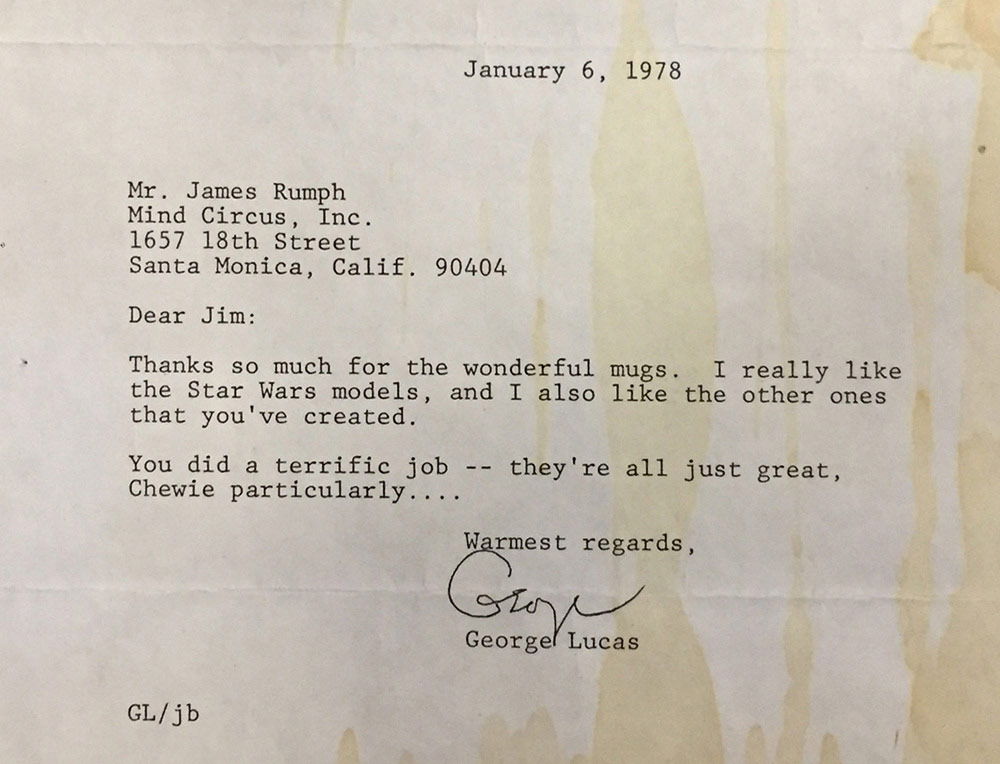 January 6, 1978
Mr. James Rumph
Mind Circus, Inc.
1657 18th Street
Santa Monica, Calif. 90404
Dear Jim:
Thanks so much for the wonderful mugs.  I really like
the Star Wars models, and I also like the other ones
that you've created.
You did a terrific job -- they're all just great,
Chewie particularly....
Warmest regards,
George
George Lucas
GL/jb